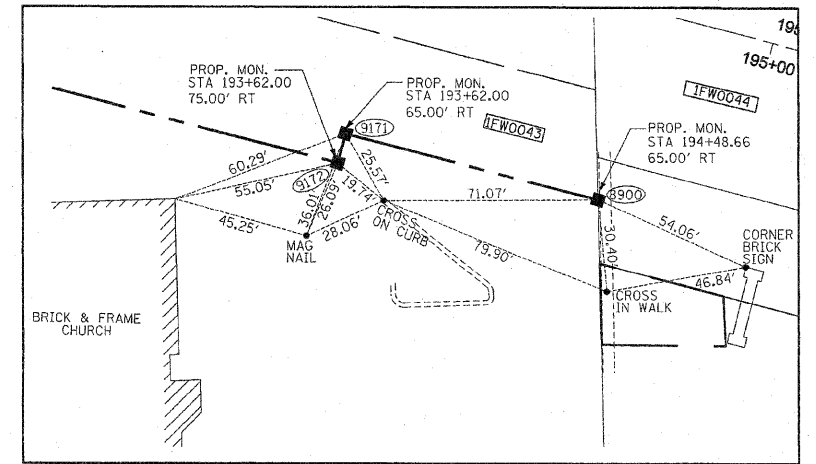 195+00
1FW0044
PROP. MON.
STA 193+62.00
75.00' RT
PROP. MON.
STA 193+62.00
65.00' RT
9171
1FW0043
PROP. MON.
STA 194+48.66
65.00' RT
60.29'
25.57'
55.05'
9172
19.74'
71.07'
8900
45.25'
36.01'
26.09'
28.06'
CROSS
ON CURB
54.06'
MAG
NAIL
79.90'
30.40'
CORNER
BRICK
SIGN
46.84'
CROSS
IN WALK
BRICK & FRAME
CHURCH